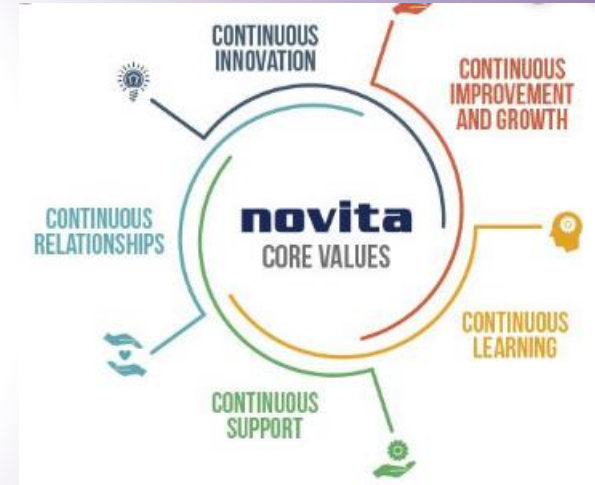 CONTINUOUS
INNOVATION
CONTINUOUS
IMPROVEMENT
AND GROWTH
CONTINUOUS
RELATIONSHIPS
novita
CORE VALUES
CONTINUOUS
LEARNING
CONTINUOUS
SUPPORT